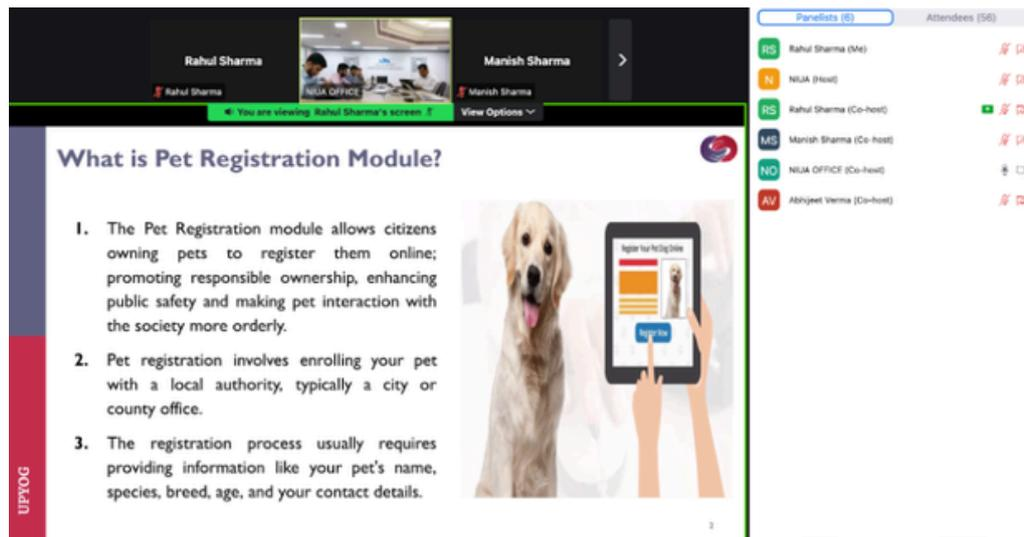 Rahul Sharma
Rahul Sharma
NIUA OFFICE
Manish Sharma
Manish Sharma
You are viewing Rahul Sharma's screen
View Options
What is Pet Registration Module?
1. The Pet Registration module allows citizens
owning pets to register them online;
promoting responsible ownership, enhancing
public safety and making pet interaction with
the society more orderly.
2. Pet registration involves enrolling your pet
with a local authority, typically a city or
county office.
3. The registration process usually requires
providing information like your pet's name,
species, breed, age, and your contact details.
Register Your Pet Dog Online
Register Now
UPYOG
2
Panelists (6)
Attendees (56)
RS Rahul Sharma (Me)
N NIUA (Host)
RS Rahul Sharma (Co-host)
MS Manish Sharma (Co-host)
NO NIUA OFFICE (Co-host)
AV Abhijeet Verma (Co-host)